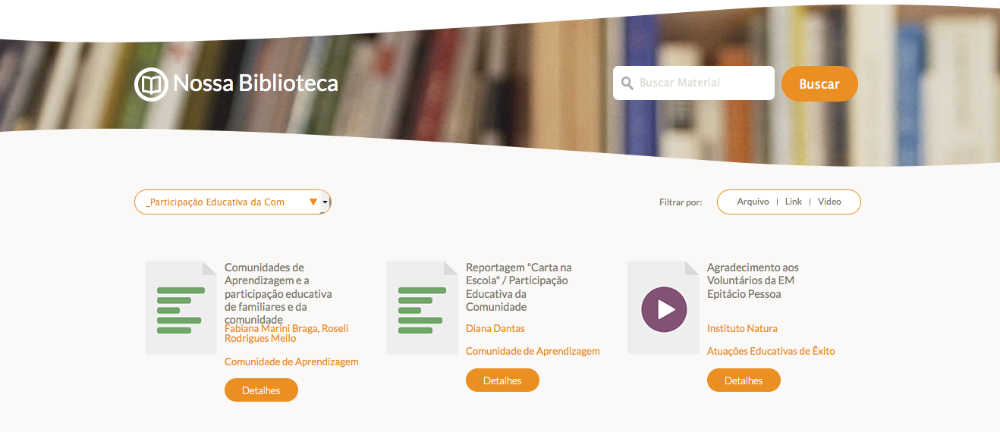 Nossa Biblioteca
Buscar Material
Buscar
_Participação Educativa da Com
Filtrar por:
Arquivo | Link | Video
Comunidades de
Aprendizagem e a
participação educativa
de familiares e da
comunidade
Fabiana Marini Braga, Roseli
Rodrigues Mello
Comunidade de Aprendizagem
Detalhes
Reportagem "Carta na
Escola" / Participação
Educativa da
Comunidade
Diana Dantas
Comunidade de Aprendizagem
Detalhes
Agradecimento aos
Voluntários da EM
Epitácio Pessoa
Instituto Natura
Atuações Educativas de Êxito
Detalhes